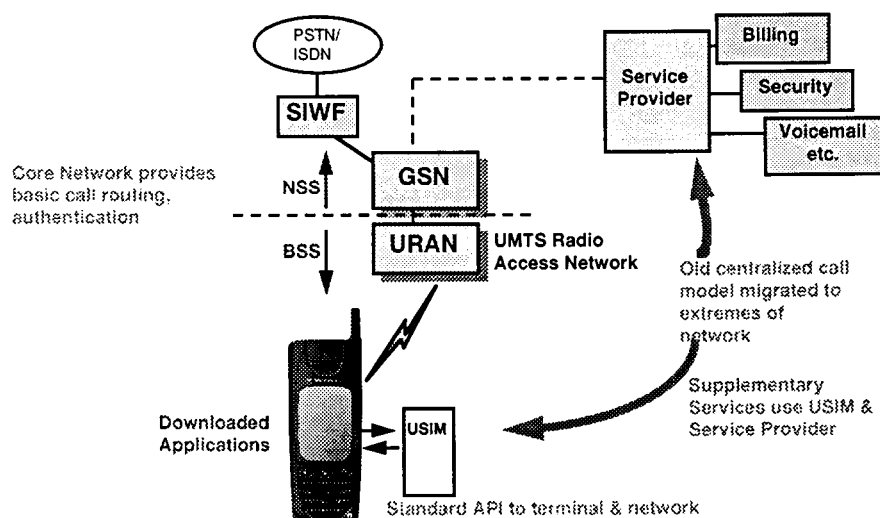 PSTN/
ISDN
SIWF
Service
Provider
Billing
Security
Voicemail
etc.
Core Network provides
basic call routing,
authentication
NSS
GSN
BSS
URAN
UMTS Radio
Access Network
Old centralized call
model migrated to
extremes of
network
Supplementary
Services use USIM &
Service Provider
Downloaded
Applications
USIM
Standard API to terminal & network